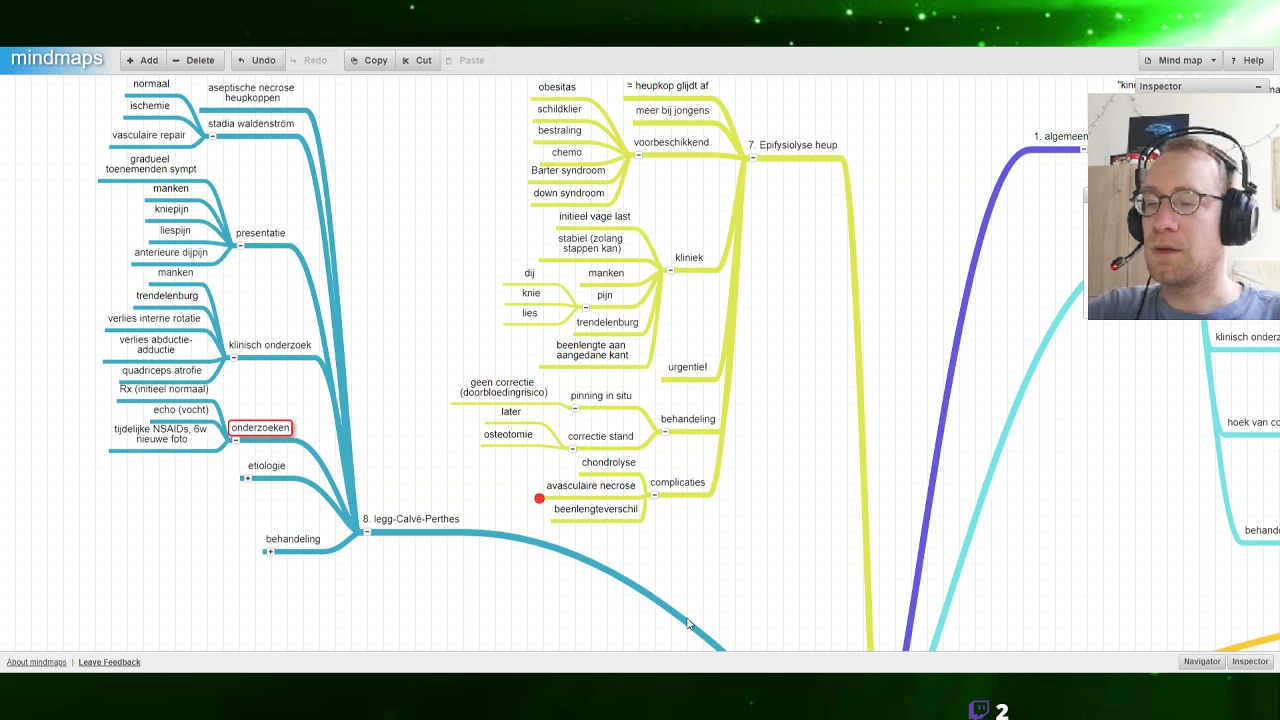 mindmaps
Add
Delete
Undo
Redo
Copy
Cut
Paste
Mind map
Help
Inspector
normaal
ischemie
vasculaire repair
aseptische necrose
heupkoppen
stadia waldenström
gradueel
toenemenden sympt
manken
kniepijn
liespijn
anterieure dijpijn
presentatie
manken
trendelenburg
verlies interne rotatie
verlies abductie-
adductie
quadriceps atrofie
klinisch onderzoek
Rx (initieel normaal)
echo (vocht)
tijdelijke NSAIDs, 6w
nieuwe foto
onderzoeken
etiologie
behandeling
8. legg-Calvé-Perthes
obesitas
schildklier
bestraling
chemo
Barter syndroom
down syndroom
= heupkop glijdt af
meer bij jongens
voorbeschikkend
7. Epifysiolyse heup
initieel vage last
stabiel (zolang
stappen kan)
manken
dij
knie
lies
pijn
trendelenburg
beenlengte aan
aangedane kant
kliniek
urgentie!
geen correctie
(doorbloedingrisico)
pinning in situ
later
osteotomie
correctie stand
behandeling
chondrolyse
avasculaire necrose
beenlengteverschil
complicaties
1. algemeen
"kin
klinisch onderz
hoek van co
behande
About mindmaps | Leave Feedback
Navigator
Inspector
2